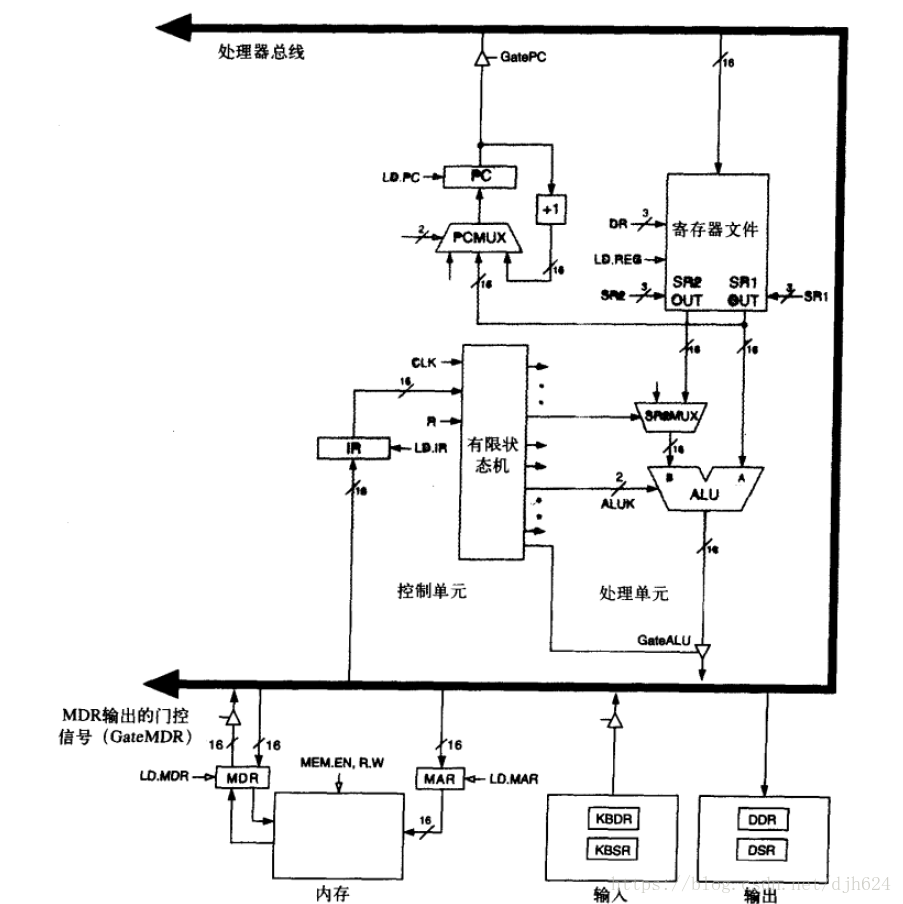 处理器总线
GatePC
16
LD.PC
PC
+1
2
PCMUX
16
16
DR
3
寄存器文件
LD.REG
SR2
3
SR2
OUT
SR1
OUT
3
SR1
16
16
CLK
16
R
IR
LD.IR
16
有限状
态机
SR2MUX
16
2
ALUK
B
A
ALU
16
控制单元
处理单元
GateALU
MDR输出的门控
信号（GateMDR）
16
16
16
LD.MDR
MDR
MEM.EN, R.W
MAR
LD.MAR
16
内存
KBDR
KBSR
输入
DDR
DSR
输出
https://blog.csdn.net/djh624